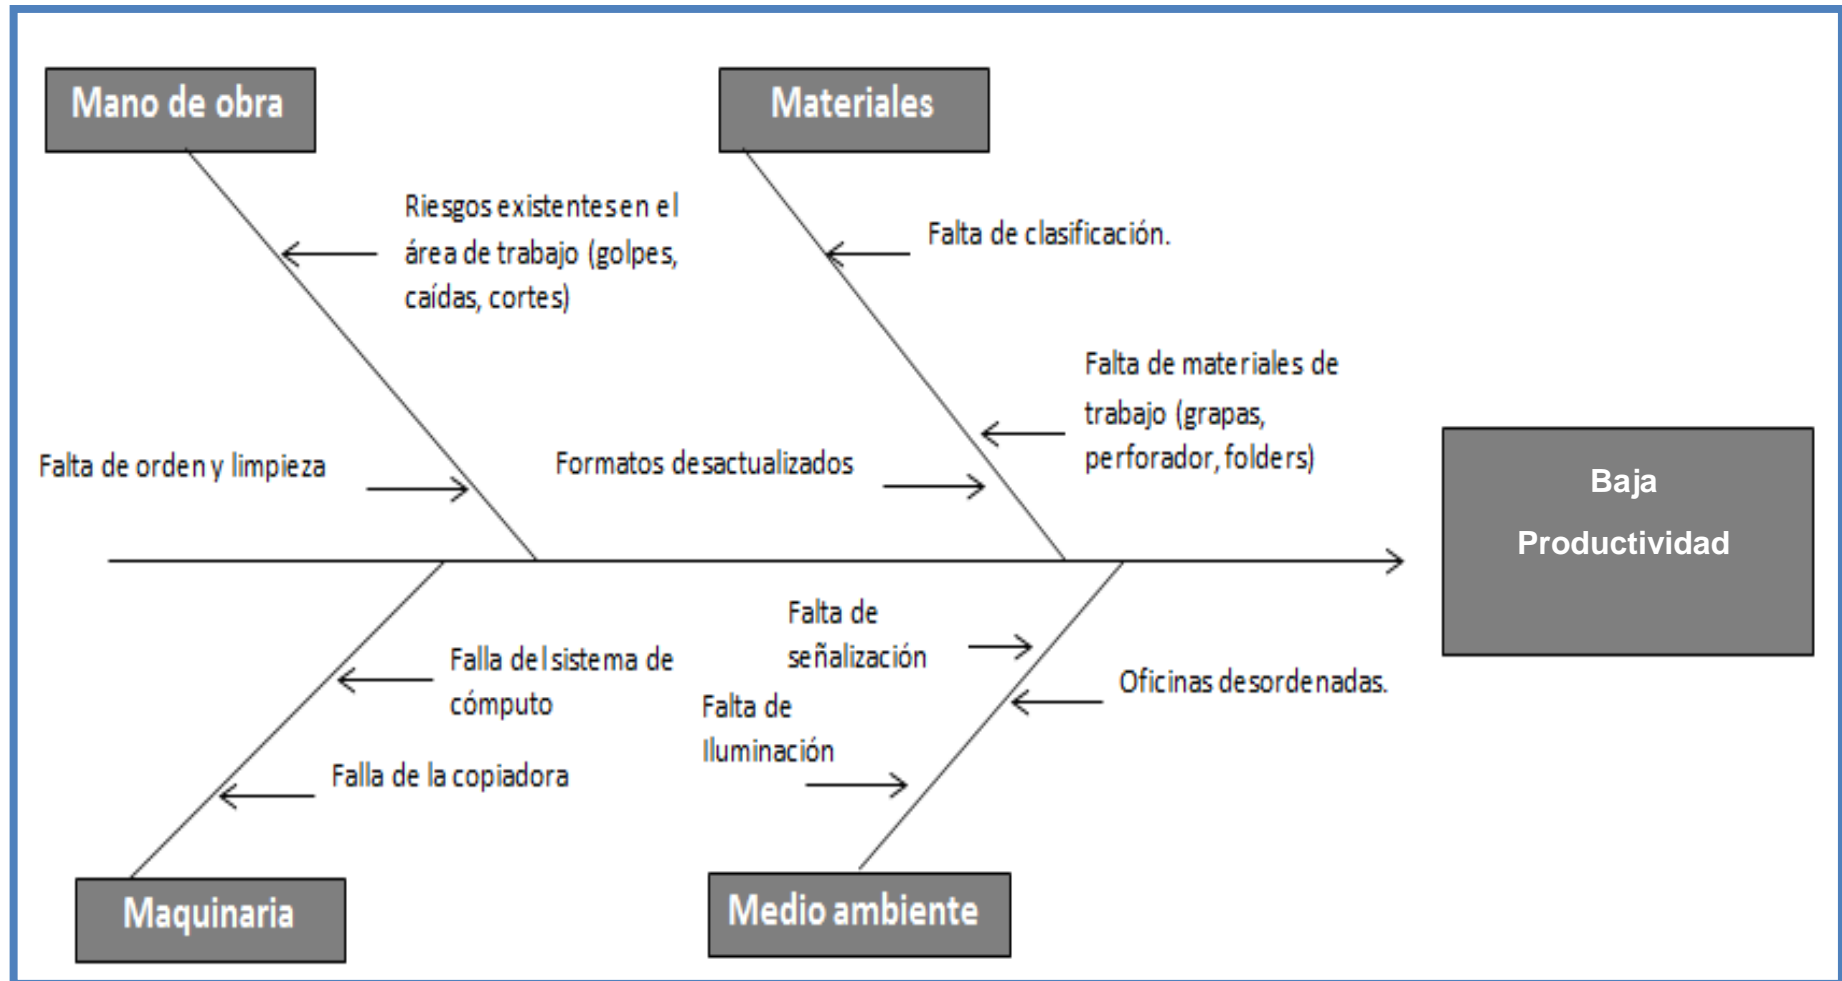 Mano de obra
Materiales
Riesgos existentes en el
área de trabajo (golpes,
caídas, cortes)
Falta de clasificación.
Falta de materiales de
trabajo (grapas,
perforador, folders)
Falta de orden y limpieza
Formatos desactualizados
Baja
Productividad
Falta de
señalización
Falla del sistema de
cómputo
Oficinas desordenadas.
Falta de
Iluminación
Falla de la copiadora
Maquinaria
Medio ambiente